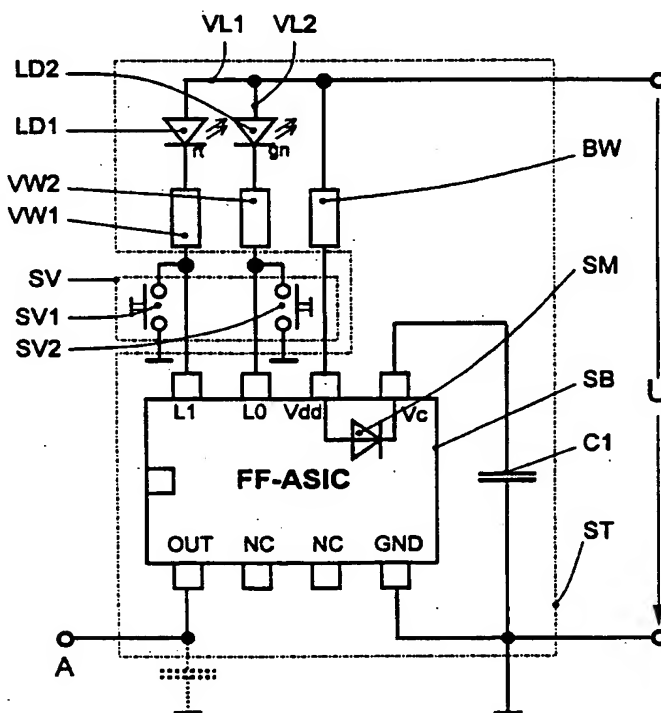 VL1 VL2
LD2
LD1
rt gn
BW
VW2
VW1
SV
SM
SV1
SV2
SB
L1 L0 Vdd Vc
U
C1
FF-ASIC
OUT NC NC GND
ST
A